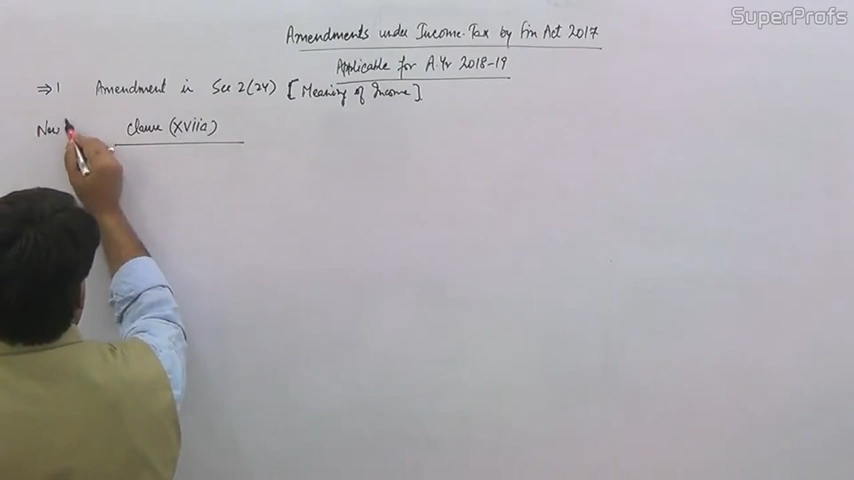 SuperProfs
Amendments under Income-Tax by Fin Act 2017
Applicable for A.Yr 2018-19
⇒1 Amendment in Sec 2(24) [Meaning of Income]
New Clause (xviia)